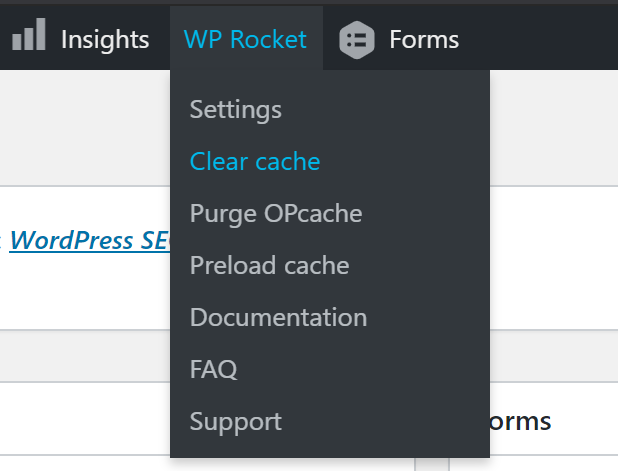 Insights WP Rocket Forms
Settings
Clear cache
Purge OPcache
WordPress SE
Preload cache
Documentation
FAQ
Support
orms